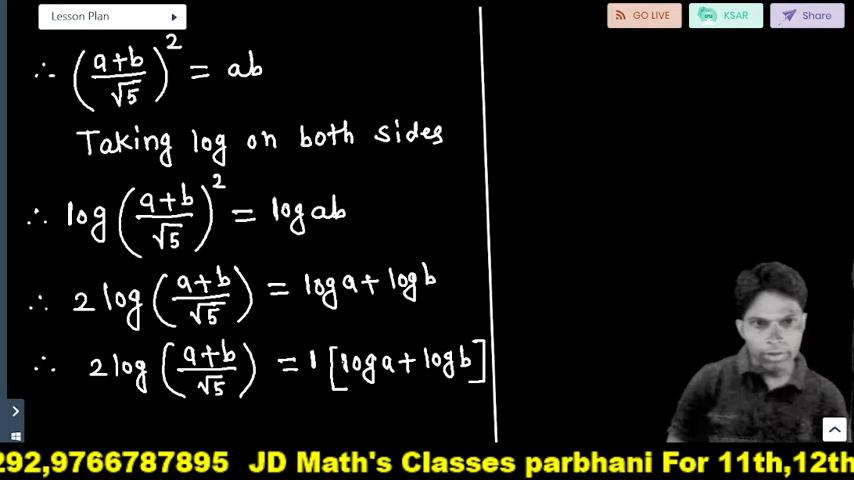 Lesson Plan
GO LIVE
KSAR
Share
∴ (a+b/√5)² = ab
Taking log on both sides
∴ log(a+b/√5)² = log ab
∴ 2 log(a+b/√5) = log a + log b
∴ 2 log(a+b/√5) = 1 [log a + log b]
292,9766787895 JD Math's Classes parbhani For 11th,12th